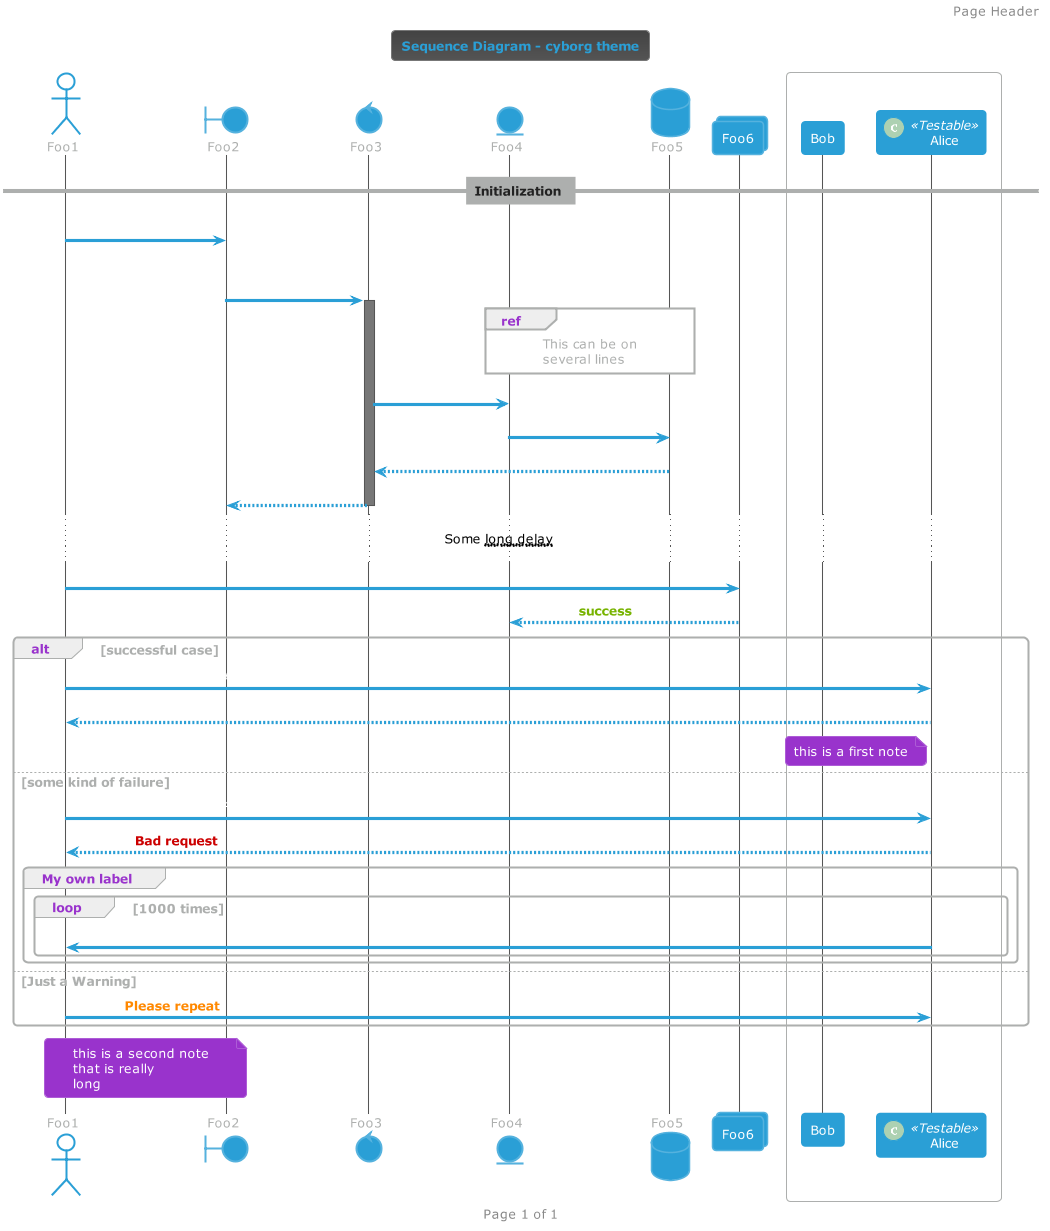 Page Header
Sequence Diagram - cyborg theme
Foo1
Foo2
Foo3
Foo4
Foo5
Foo6
Bob
C
«Testable»
Alice
Initialization
ref
This can be on
several lines
Some long delay
success
alt
[successful case]
this is a first note
[some kind of failure]
Bad request
My own label
loop
[1000 times]
[Just a Warning]
Please repeat
this is a second note
that is really
long
Foo1
Foo2
Foo3
Foo4
Foo5
Foo6
Bob
C
«Testable»
Alice
Page 1 of 1